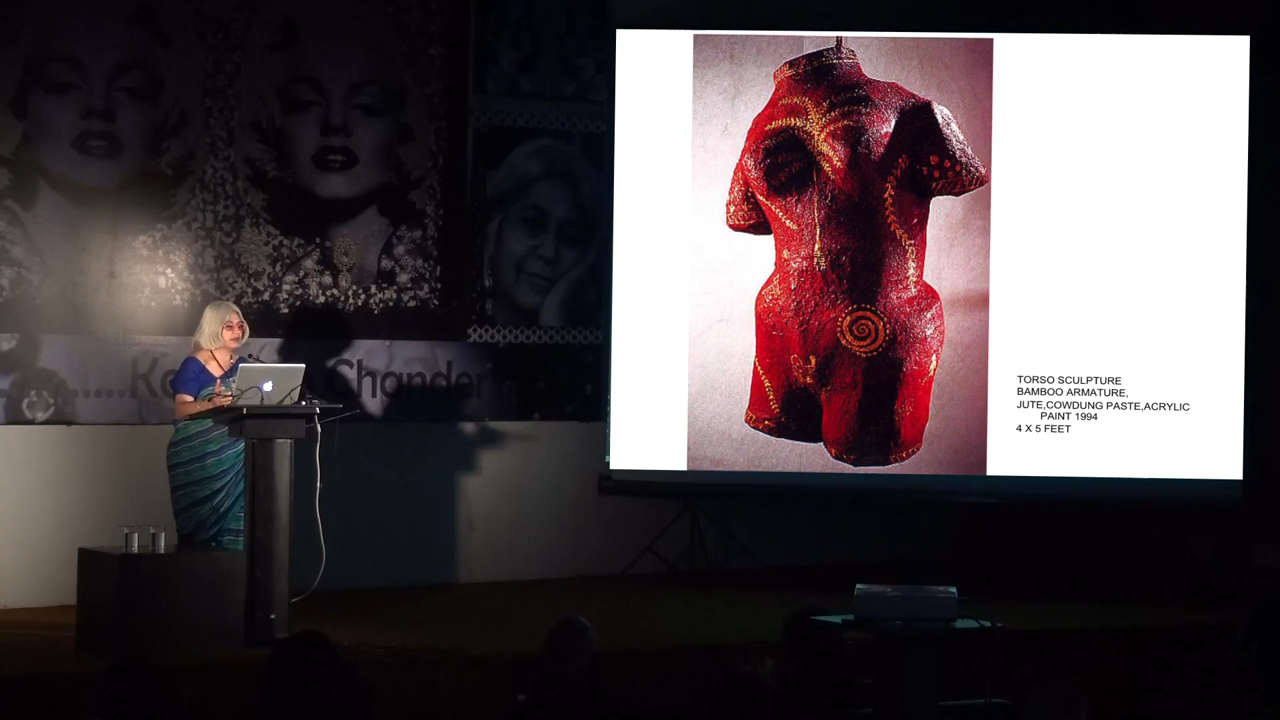 Chander
TORSO SCULPTURE
BAMBOO ARMATURE,
JUTE,COWDUNG PASTE,ACRYLIC
PAINT 1994
4 X 5 FEET